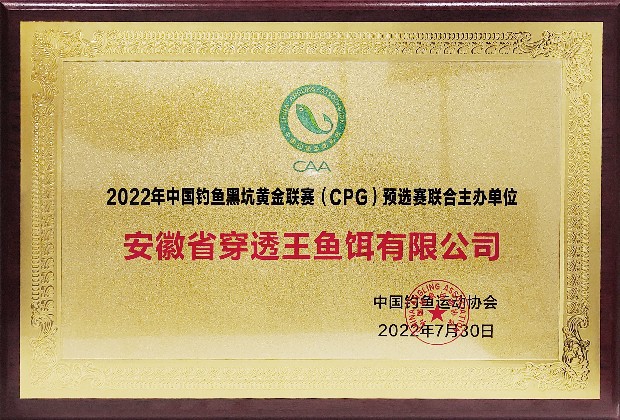 CAA
2022年中国钓鱼黑坑黄金联赛（CPG）预选赛联合主办单位
安徽省穿透王鱼饵有限公司
中国钓鱼运动协会
2022年7月30日